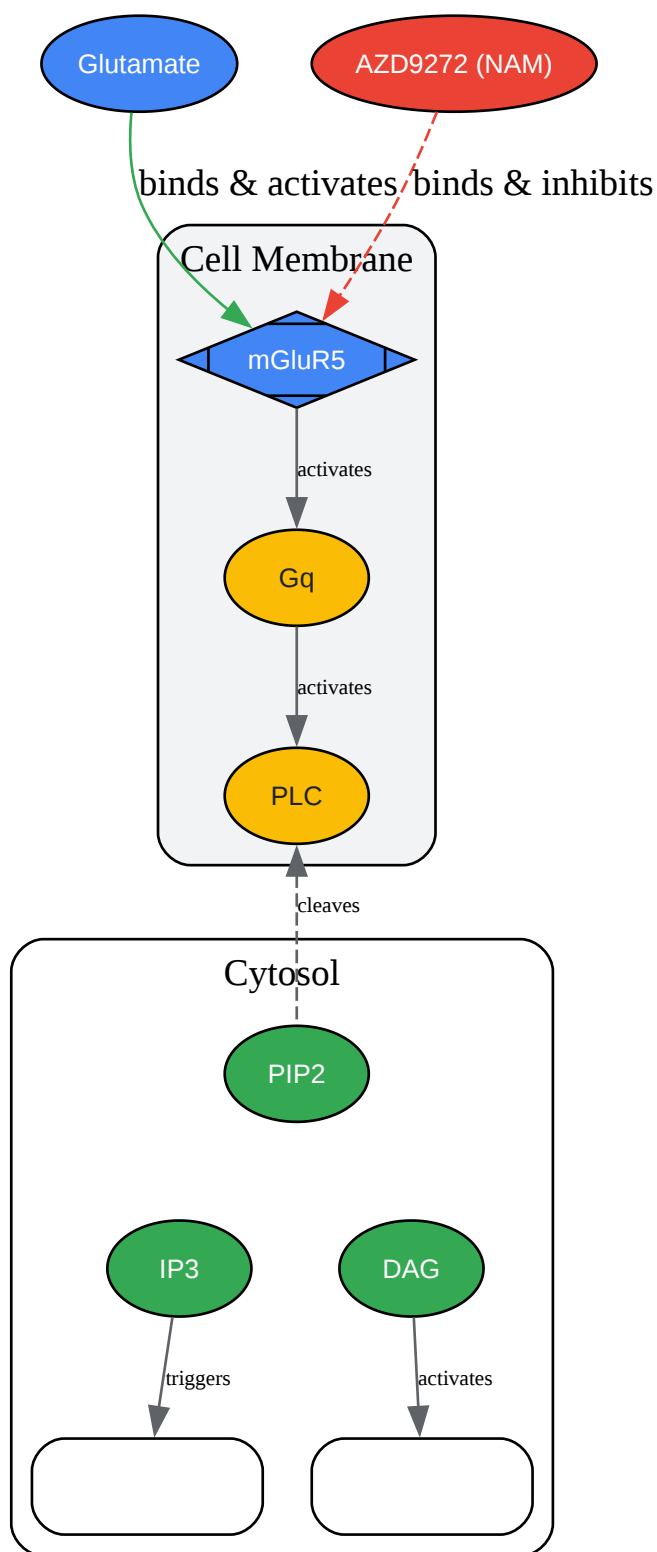 Glutamate
AZD9272 (NAM)
binds & activates
binds & inhibits
Cell Membrane
mGluR5
activates
Gq
activates
PLC
cleaves
Cytosol
PIP2
IP3
DAG
triggers
activates